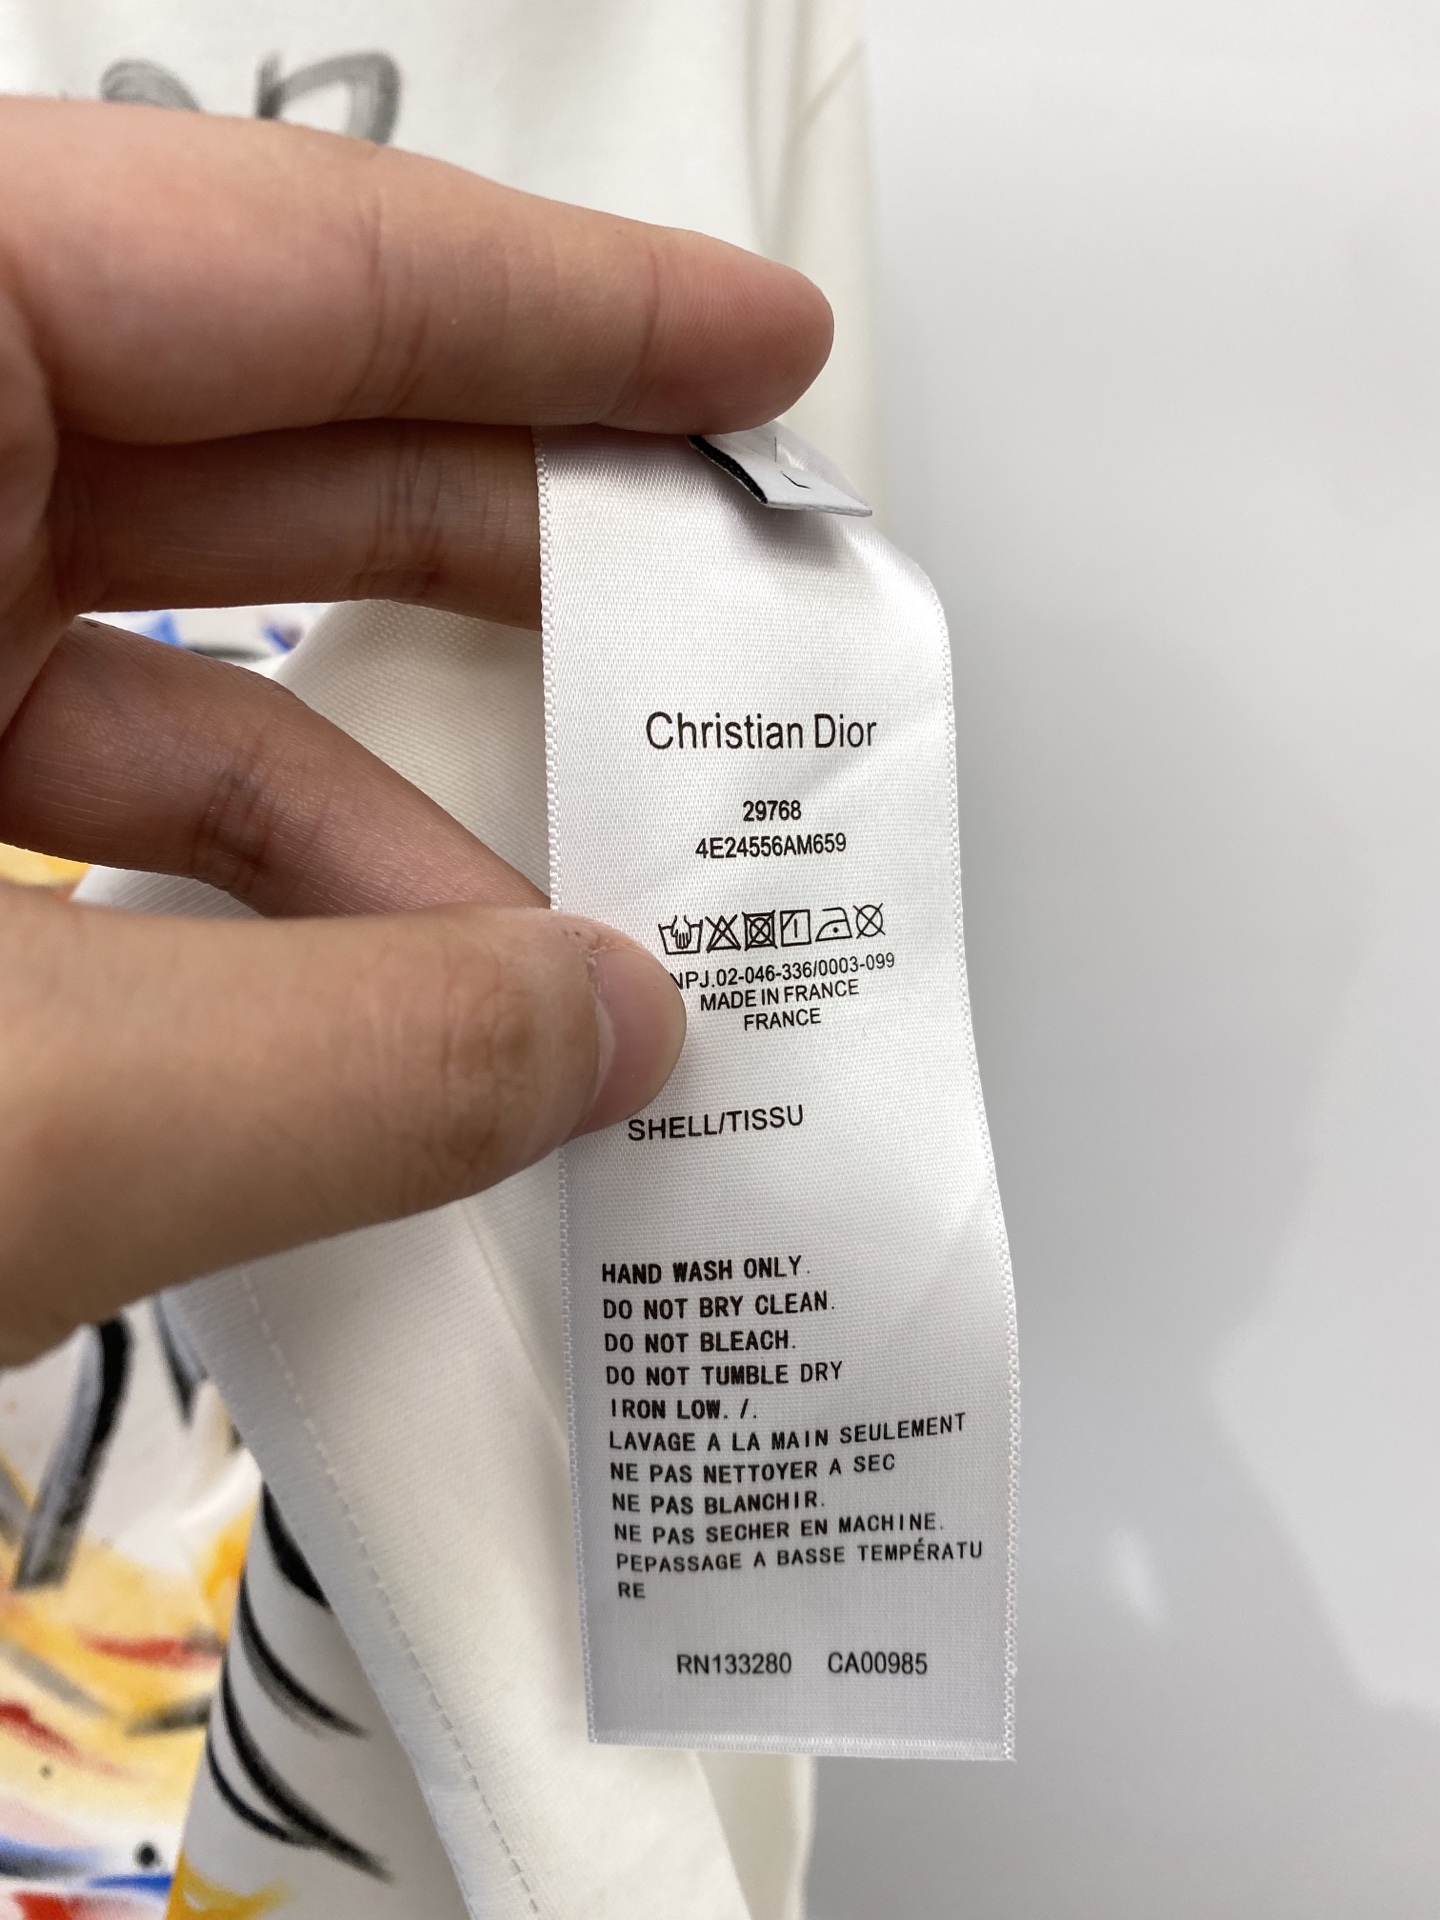 L
Christian Dior
29768
4E24556AM659
NPJ.02-046-336/0003-099
MADE IN FRANCE
FRANCE
SHELL/TISSU
HAND WASH ONLY.
DO NOT BRY CLEAN.
DO NOT BLEACH.
DO NOT TUMBLE DRY
IRON LOW. /.
LAVAGE A LA MAIN SEULEMENT
NE PAS NETTOYER A SEC
NE PAS BLANCHIR.
NE PAS SECHER EN MACHINE.
PEPASSAGE A BASSE TEMPÉRATU
RE
RN133280 CA00985